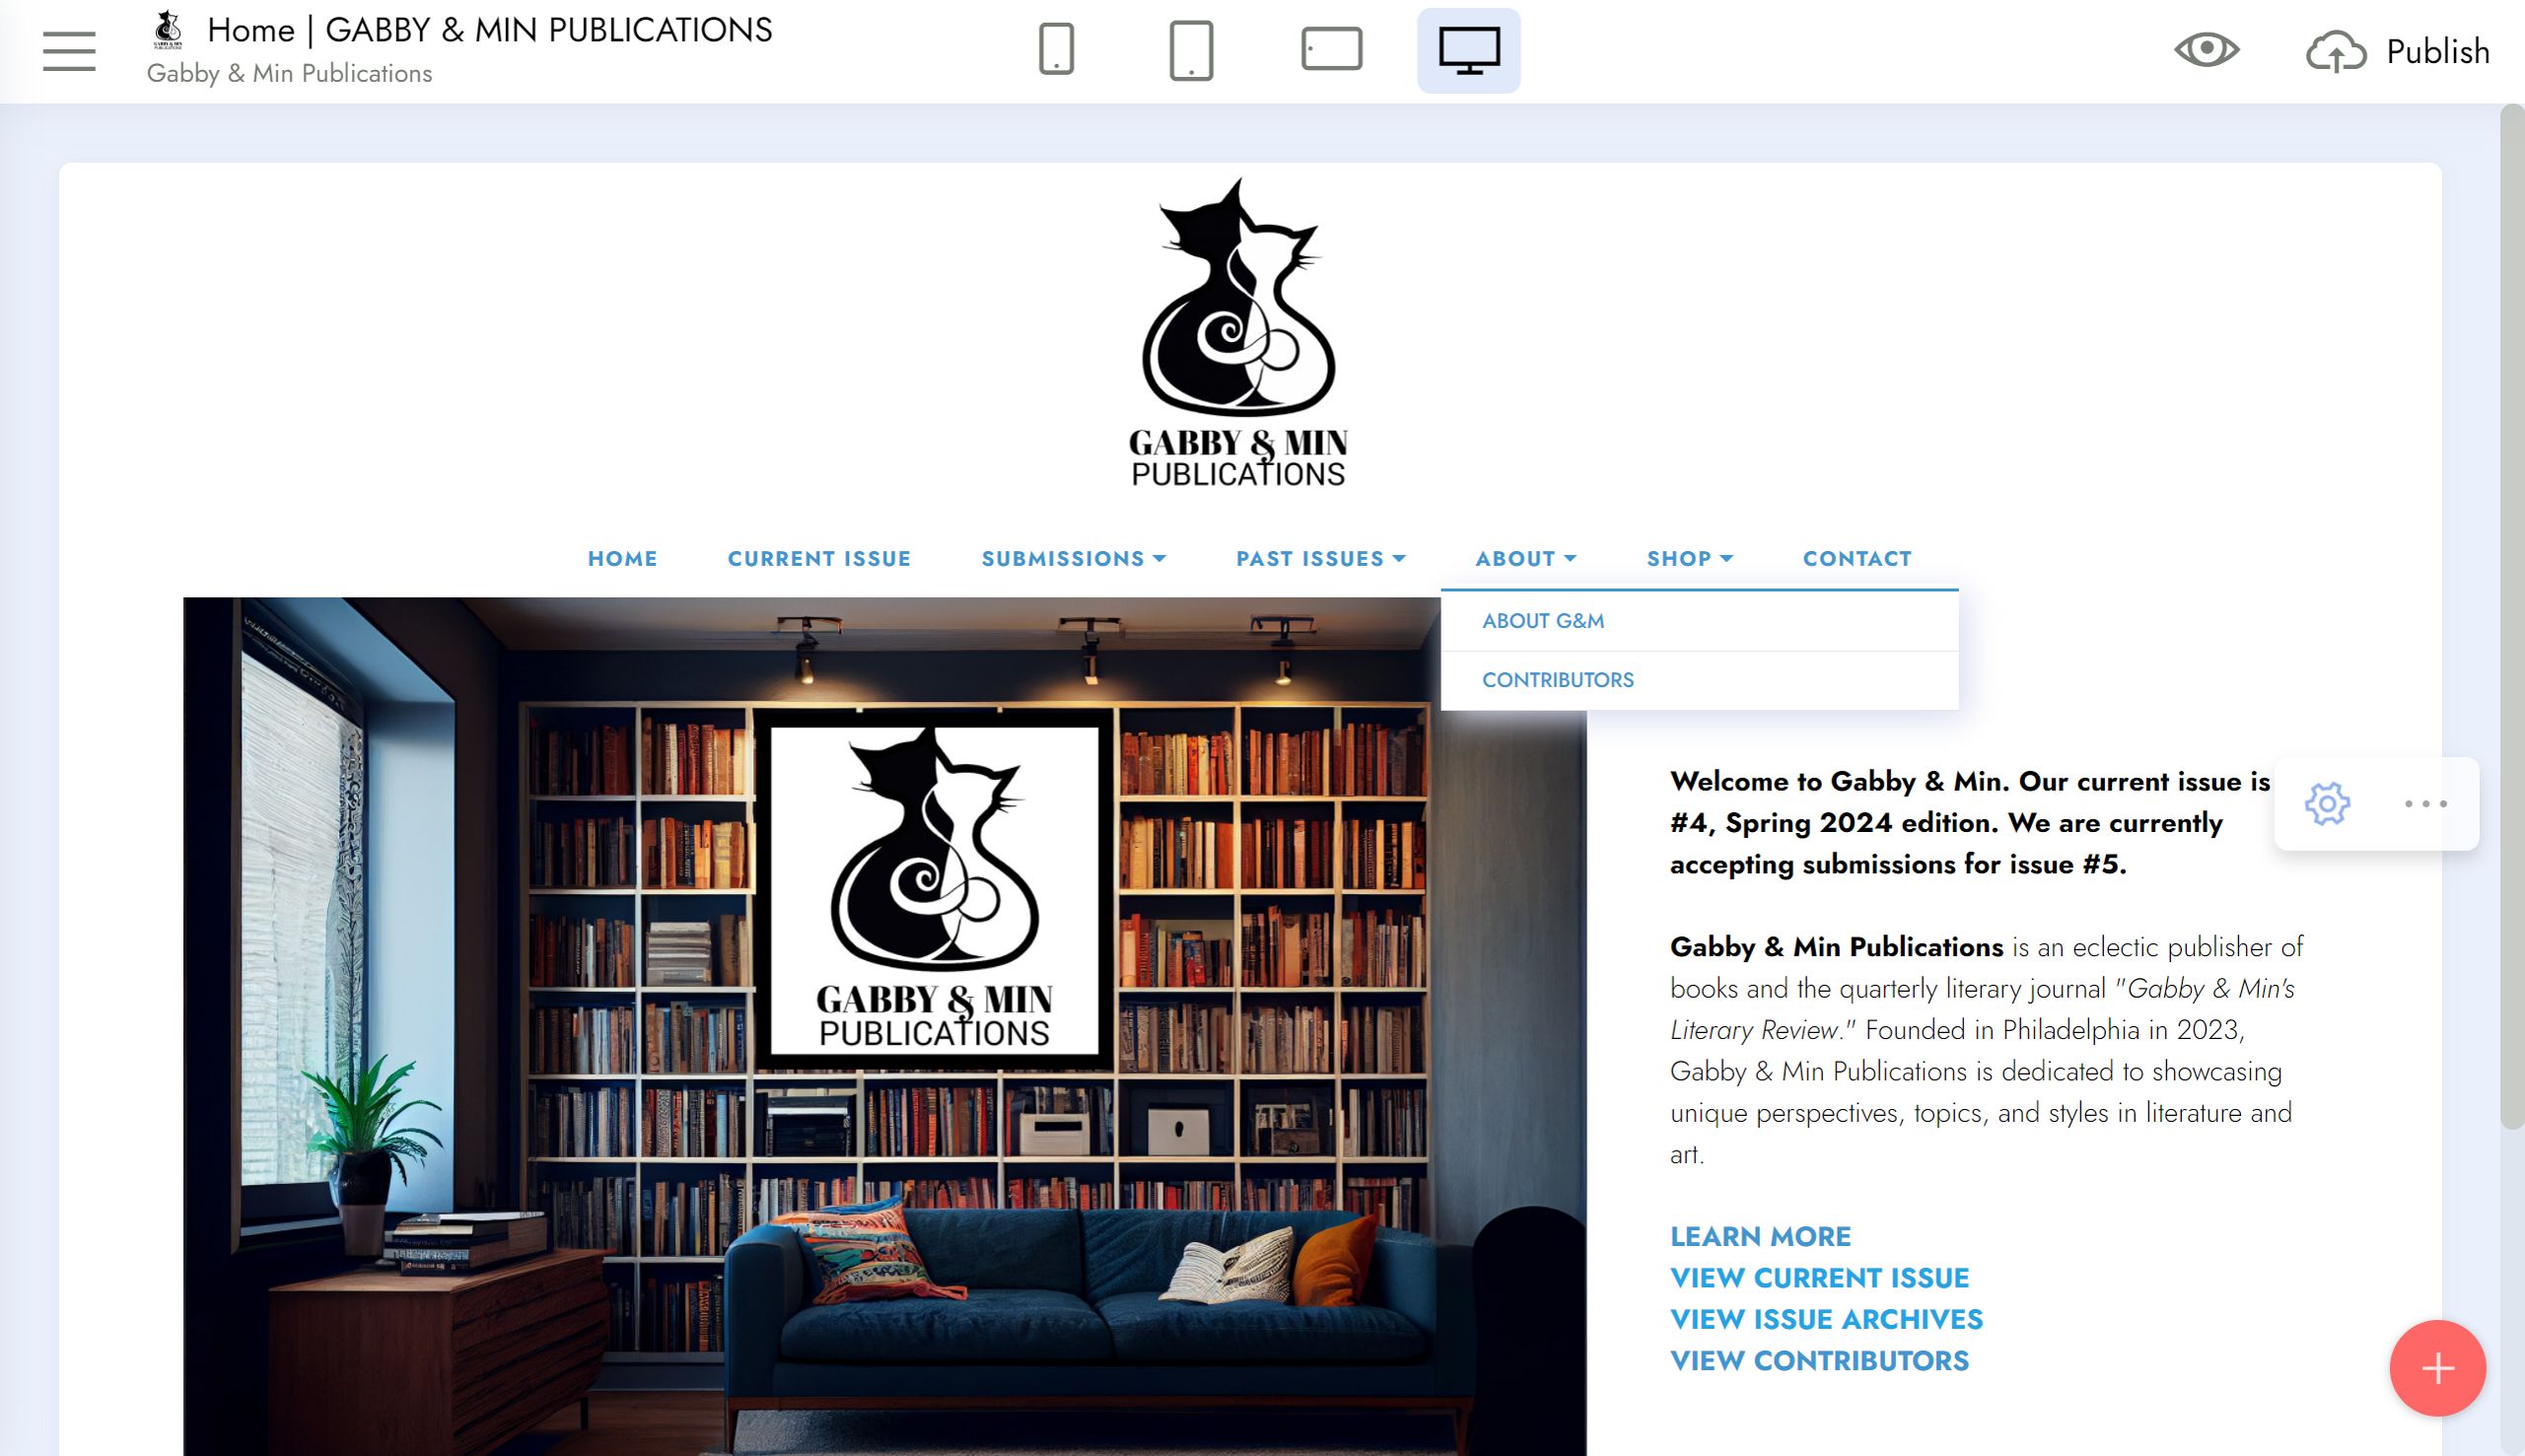 Home | GABBY & MIN PUBLICATIONS
Gabby & Min Publications
Publish
GABBY & MIN
PUBLICATIONS
HOME CURRENT ISSUE SUBMISSIONS PAST ISSUES ABOUT SHOP CONTACT
ABOUT G&M
CONTRIBUTORS
GABBY & MIN
PUBLICATIONS
Welcome to Gabby & Min. Our current issue is
#4, Spring 2024 edition. We are currently
accepting submissions for issue #5.
Gabby & Min Publications is an eclectic publisher of
books and the quarterly literary journal "Gabby & Min's
Literary Review." Founded in Philadelphia in 2023,
Gabby & Min Publications is dedicated to showcasing
unique perspectives, topics, and styles in literature and
art.
LEARN MORE
VIEW CURRENT ISSUE
VIEW ISSUE ARCHIVES
VIEW CONTRIBUTORS